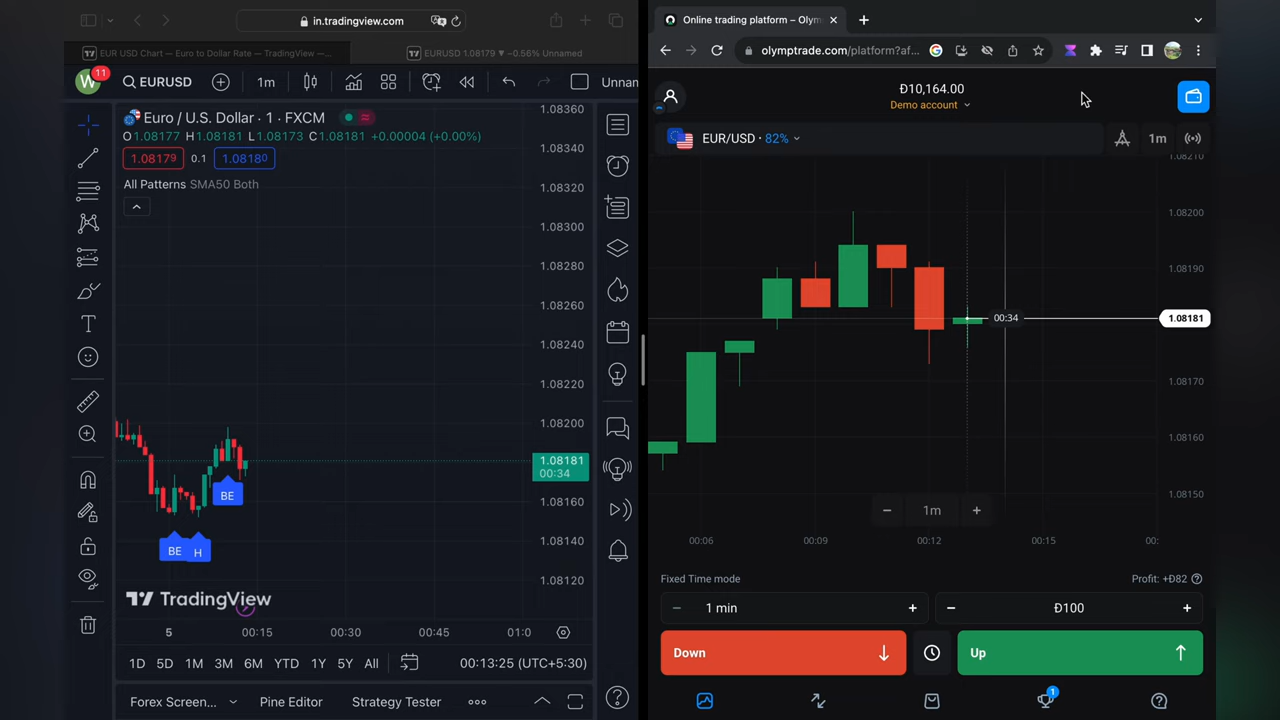 in.tradingview.com
EUR USD Chart — Euro to Dollar Rate — TradingView —...
EURUSD 1.08179 ▼ −0.56% Unnamed
W
11
EURUSD
1m
Unnan
Euro / U.S. Dollar · 1 · FXCM
O1.08177 H1.08181 L1.08173 C1.08181 +0.00004 (+0.00%)
1.08179
0.1
1.08180
All Patterns SMA50 Both
1.08360
1.08340
1.08320
1.08300
1.08280
1.08260
1.08240
1.08220
1.08200
1.08181
00:34
1.08160
1.08140
1.08120
BE
BE
H
TradingView
5
00:15
00:30
00:45
01:0
1D 5D 1M 3M 6M YTD 1Y 5Y All
00:13:25 (UTC+5:30)
Forex Screen...
Pine Editor
Strategy Tester
Online trading platform – Olym
olymptrade.com/platform?af...
Đ10,164.00
Demo account
EUR/USD 82%
1m
1.08210
1.08200
1.08190
00:34
1.08181
1.08170
1.08160
1.08150
− 1m +
00:06
00:09
00:12
00:15
00:
Fixed Time mode
Profit: +Đ82
− 1 min +
− Đ100 +
Down
Up
1